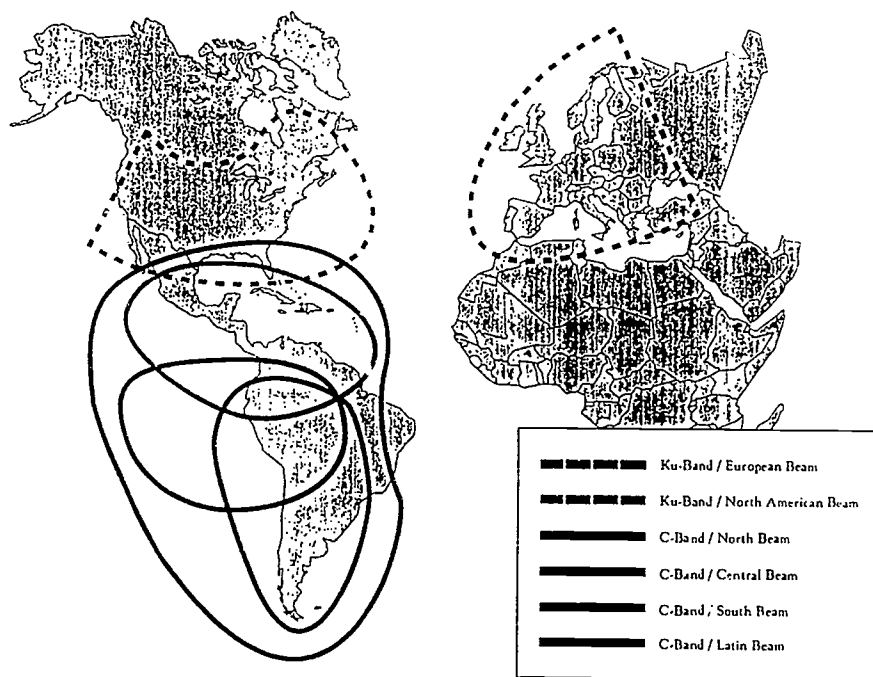 Ku-Band / European Beam
Ku-Band / North American Beam
C-Band / North Beam
C-Band / Central Beam
C-Band / South Beam
C-Band / Latin Beam